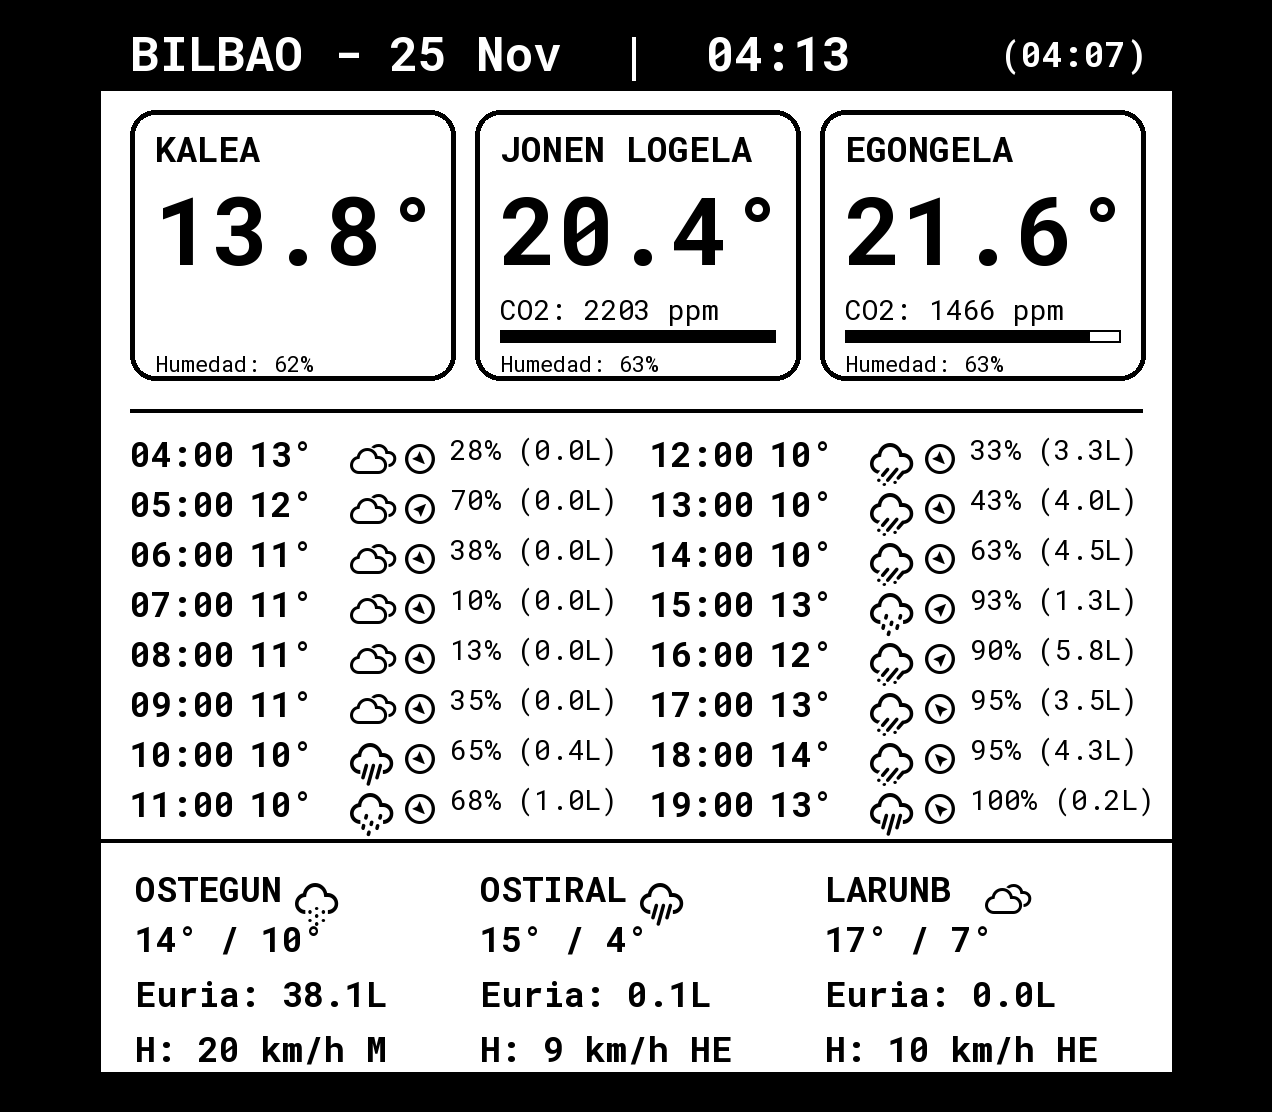 BILBAO - 25 Nov | 04:13 (04:07)
KALEA
13.8°
Humedad: 62%
JONEN LOGELA
20.4°
CO2: 2203 ppm
Humedad: 63%
EGONGELA
21.6°
CO2: 1466 ppm
Humedad: 63%
04:00 13° 28% (0.0L)
05:00 12° 70% (0.0L)
06:00 11° 38% (0.0L)
07:00 11° 10% (0.0L)
08:00 11° 13% (0.0L)
09:00 11° 35% (0.0L)
10:00 10° 65% (0.4L)
11:00 10° 68% (1.0L)
12:00 10° 33% (3.3L)
13:00 10° 43% (4.0L)
14:00 10° 63% (4.5L)
15:00 13° 93% (1.3L)
16:00 12° 90% (5.8L)
17:00 13° 95% (3.5L)
18:00 14° 95% (4.3L)
19:00 13° 100% (0.2L)
OSTEGUN
14° / 10°
Euria: 38.1L
H: 20 km/h M
OSTIRAL
15° / 4°
Euria: 0.1L
H: 9 km/h HE
LARUNB
17° / 7°
Euria: 0.0L
H: 10 km/h HE